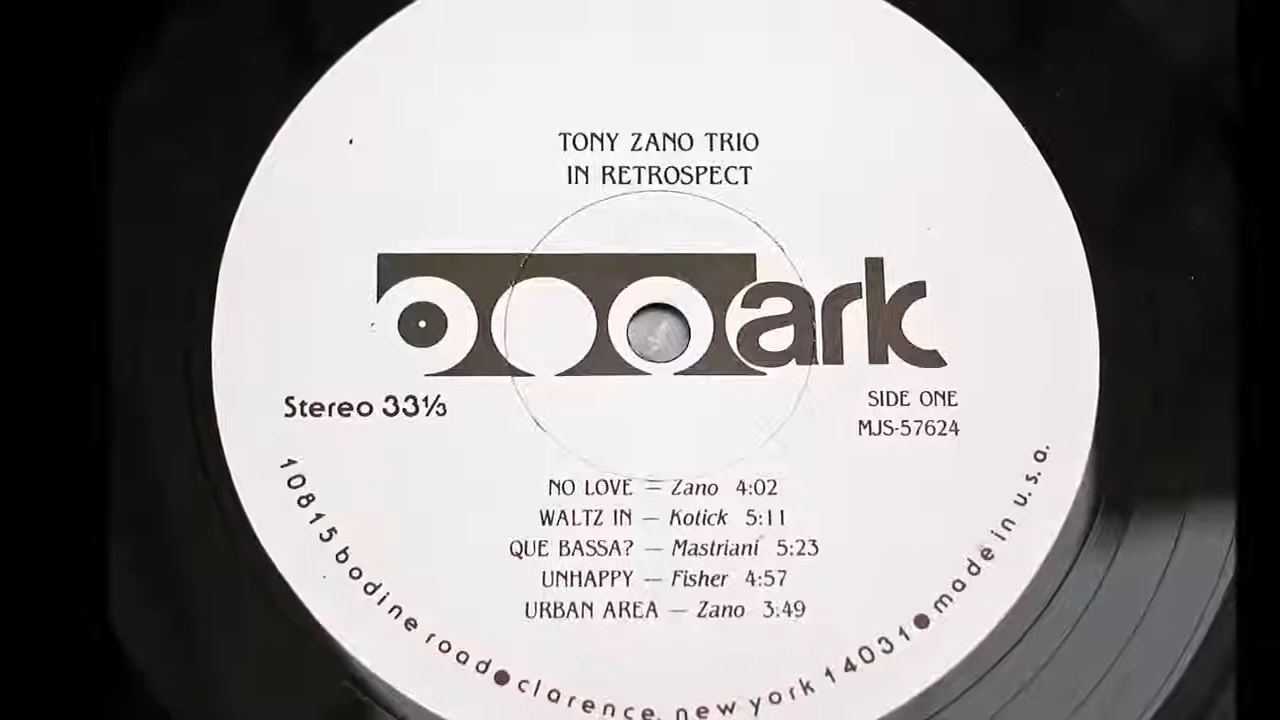 TONY ZANO TRIO
IN RETROSPECT
Mark
Stereo 33⅓
SIDE ONE
MJS-57624
NO LOVE — Zano 4:02
WALTZ IN — Kotick 5:11
QUE BASSA? — Mastriani 5:23
UNHAPPY — Fisher 4:57
URBAN AREA — Zano 3:49
10815 bodine road●clarence, new york 14031●made in u.s.a.